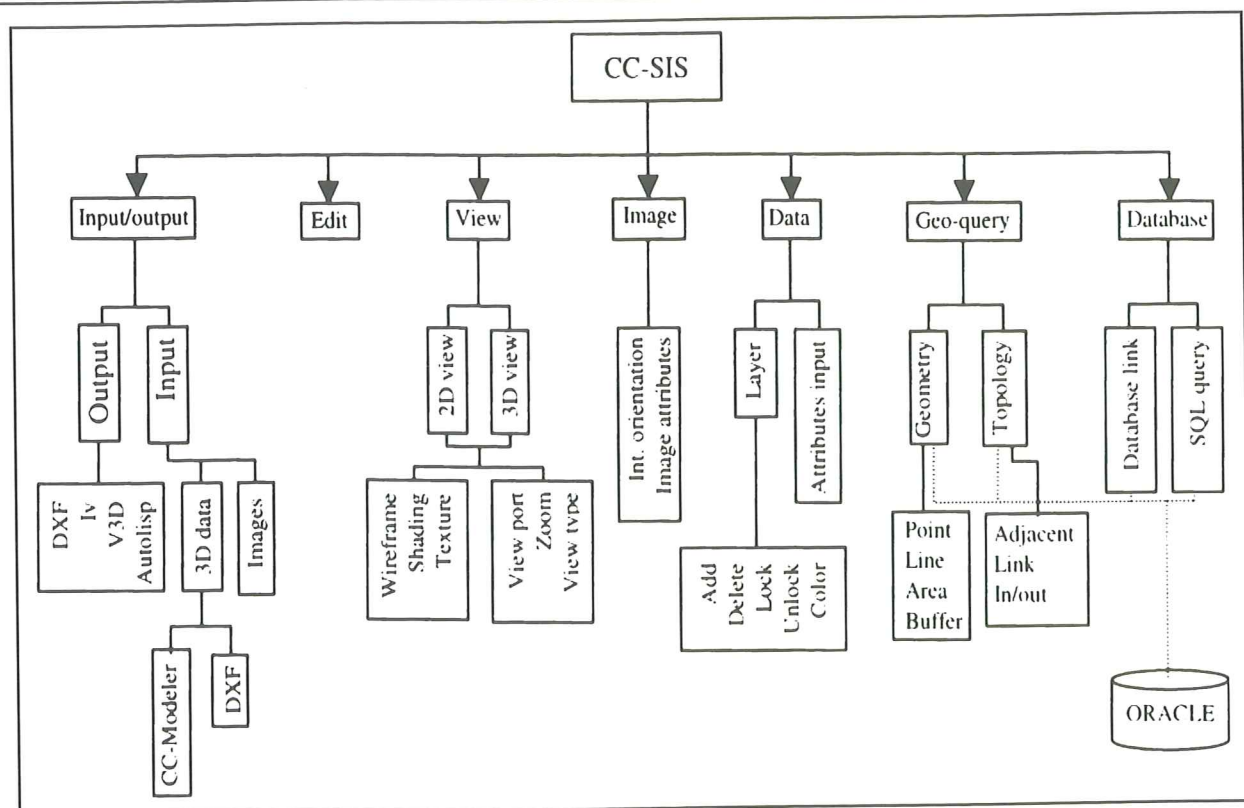 CC-SIS
Input/output
Edit
View
Image
Data
Geo-query
Database
Output
Input
2D view
3D view
Int. orientation
Image attributes
Layer
Attributes input
Geometry
Topology
Database link
SQL query
DXF
Iv
V3D
Autolisp
3D data
Images
Wireframe
Shading
Texture
View port
Zoom
View type
Add
Delete
Lock
Unlock
Color
Point
Line
Area
Buffer
Adjacent
Link
In/out
CC-Modeler
DXF
ORACLE